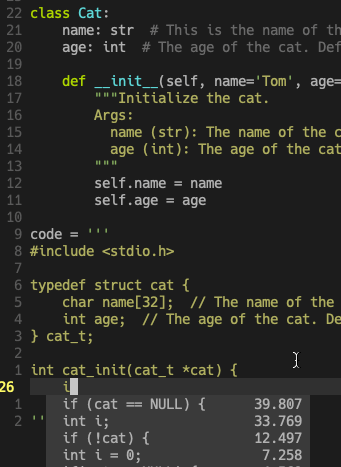 22 class Cat:
21     name: str  # This is the name of the
20     age: int  # The age of the cat. Def
19
18     def __init__(self, name='Tom', age=
17         """Initialize the cat.
16         Args:
15           name (str): The name of the c
14           age (int): The age of the cat
13         """
12         self.name = name
11         self.age = age
10
9 code = '''
8 #include <stdio.h>
7
6 typedef struct cat {
5     char name[32];  // The name of the
4     int age;  // The age of the cat. De
3 } cat_t;
2
1 int cat_init(cat_t *cat) {
26     i
1     if (cat == NULL) {      39.807
2 ''  int i;                  33.769
if (!cat) {             12.497
int i = 0;              7.258